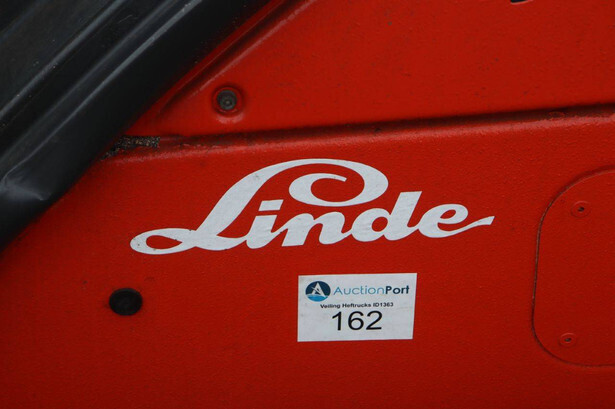 Linde
AuctionPort
Veiling Heftrucks ID1363
162